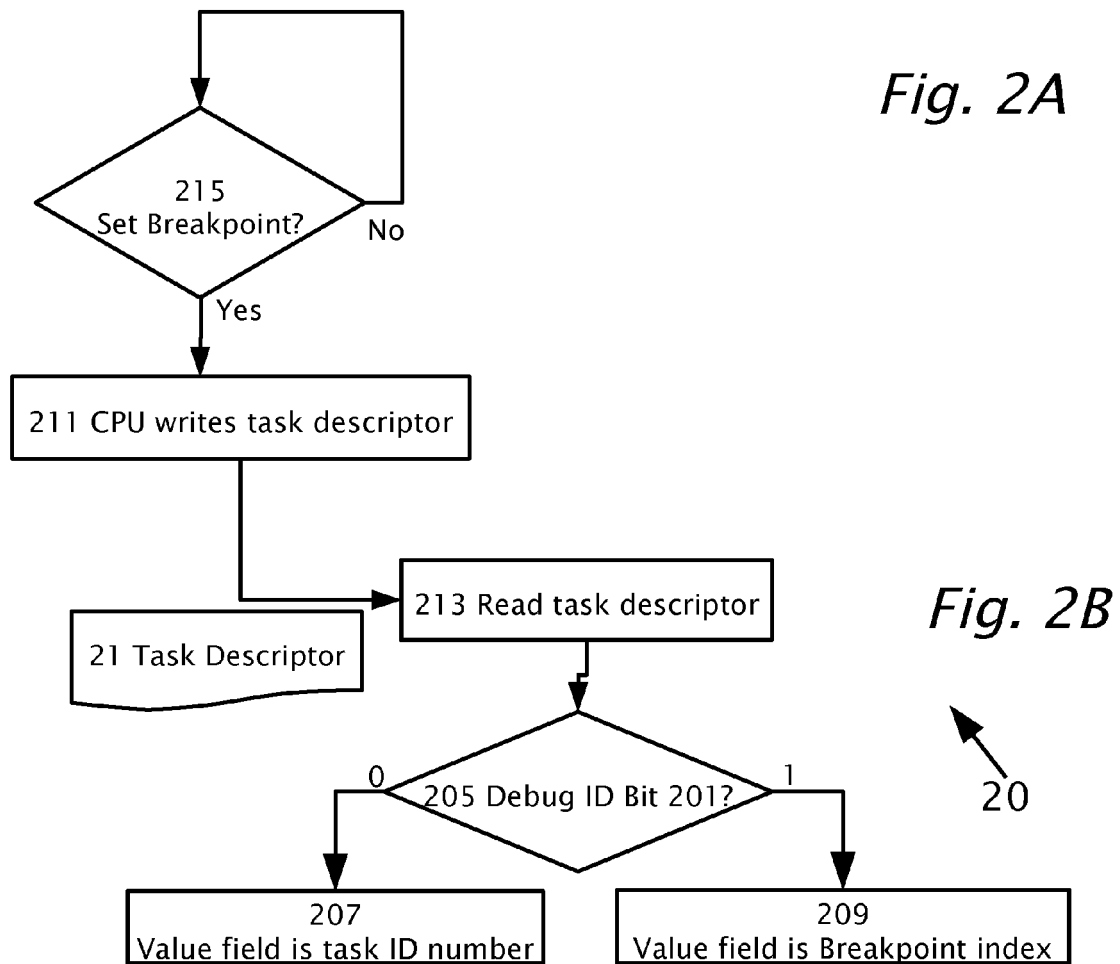 Fig. 2A
215
Set Breakpoint?
No
Yes
211 CPU writes task descriptor
213 Read task descriptor
Fig. 2B
21 Task Descriptor
0
205 Debug ID Bit 201?
1
20
207
Value field is task ID number
209
Value field is Breakpoint index